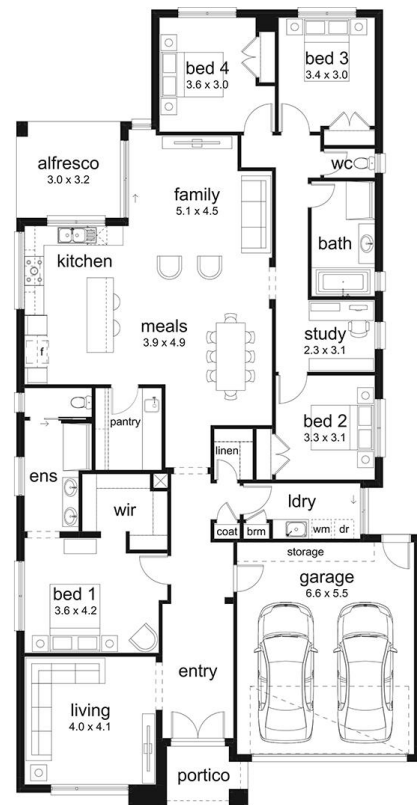 bed 4
3.6 x 3.0
bed 3
3.4 x 3.0
wc
alfresco
3.0 x 3.2
family
5.1 x 4.5
bath
kitchen
meals
3.9 x 4.9
study
2.3 x 3.1
f
pantry
bed 2
3.3 x 3.1
linen
ens
wir
ldry
coat
brm
wm
dr
storage
garage
6.6 x 5.5
bed 1
3.6 x 4.2
entry
living
4.0 x 4.1
portico